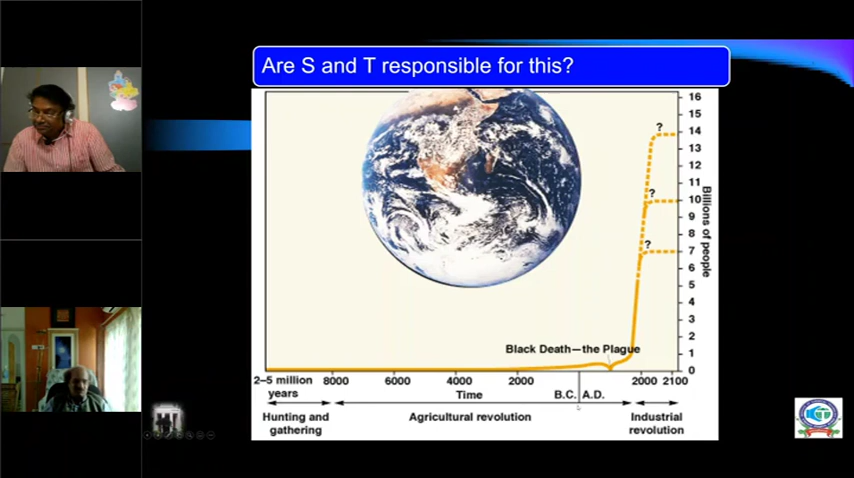 Are S and T responsible for this?
16
15
14
13
12
11
10
9
8
7
6
5
4
3
2
1
0
Billions of people
?
?
?
Black Death—the Plague
2–5 million
years
8000
6000
4000
2000
2000
2100
Time
B.C.
A.D.
Hunting and
gathering
Agricultural revolution
Industrial
revolution